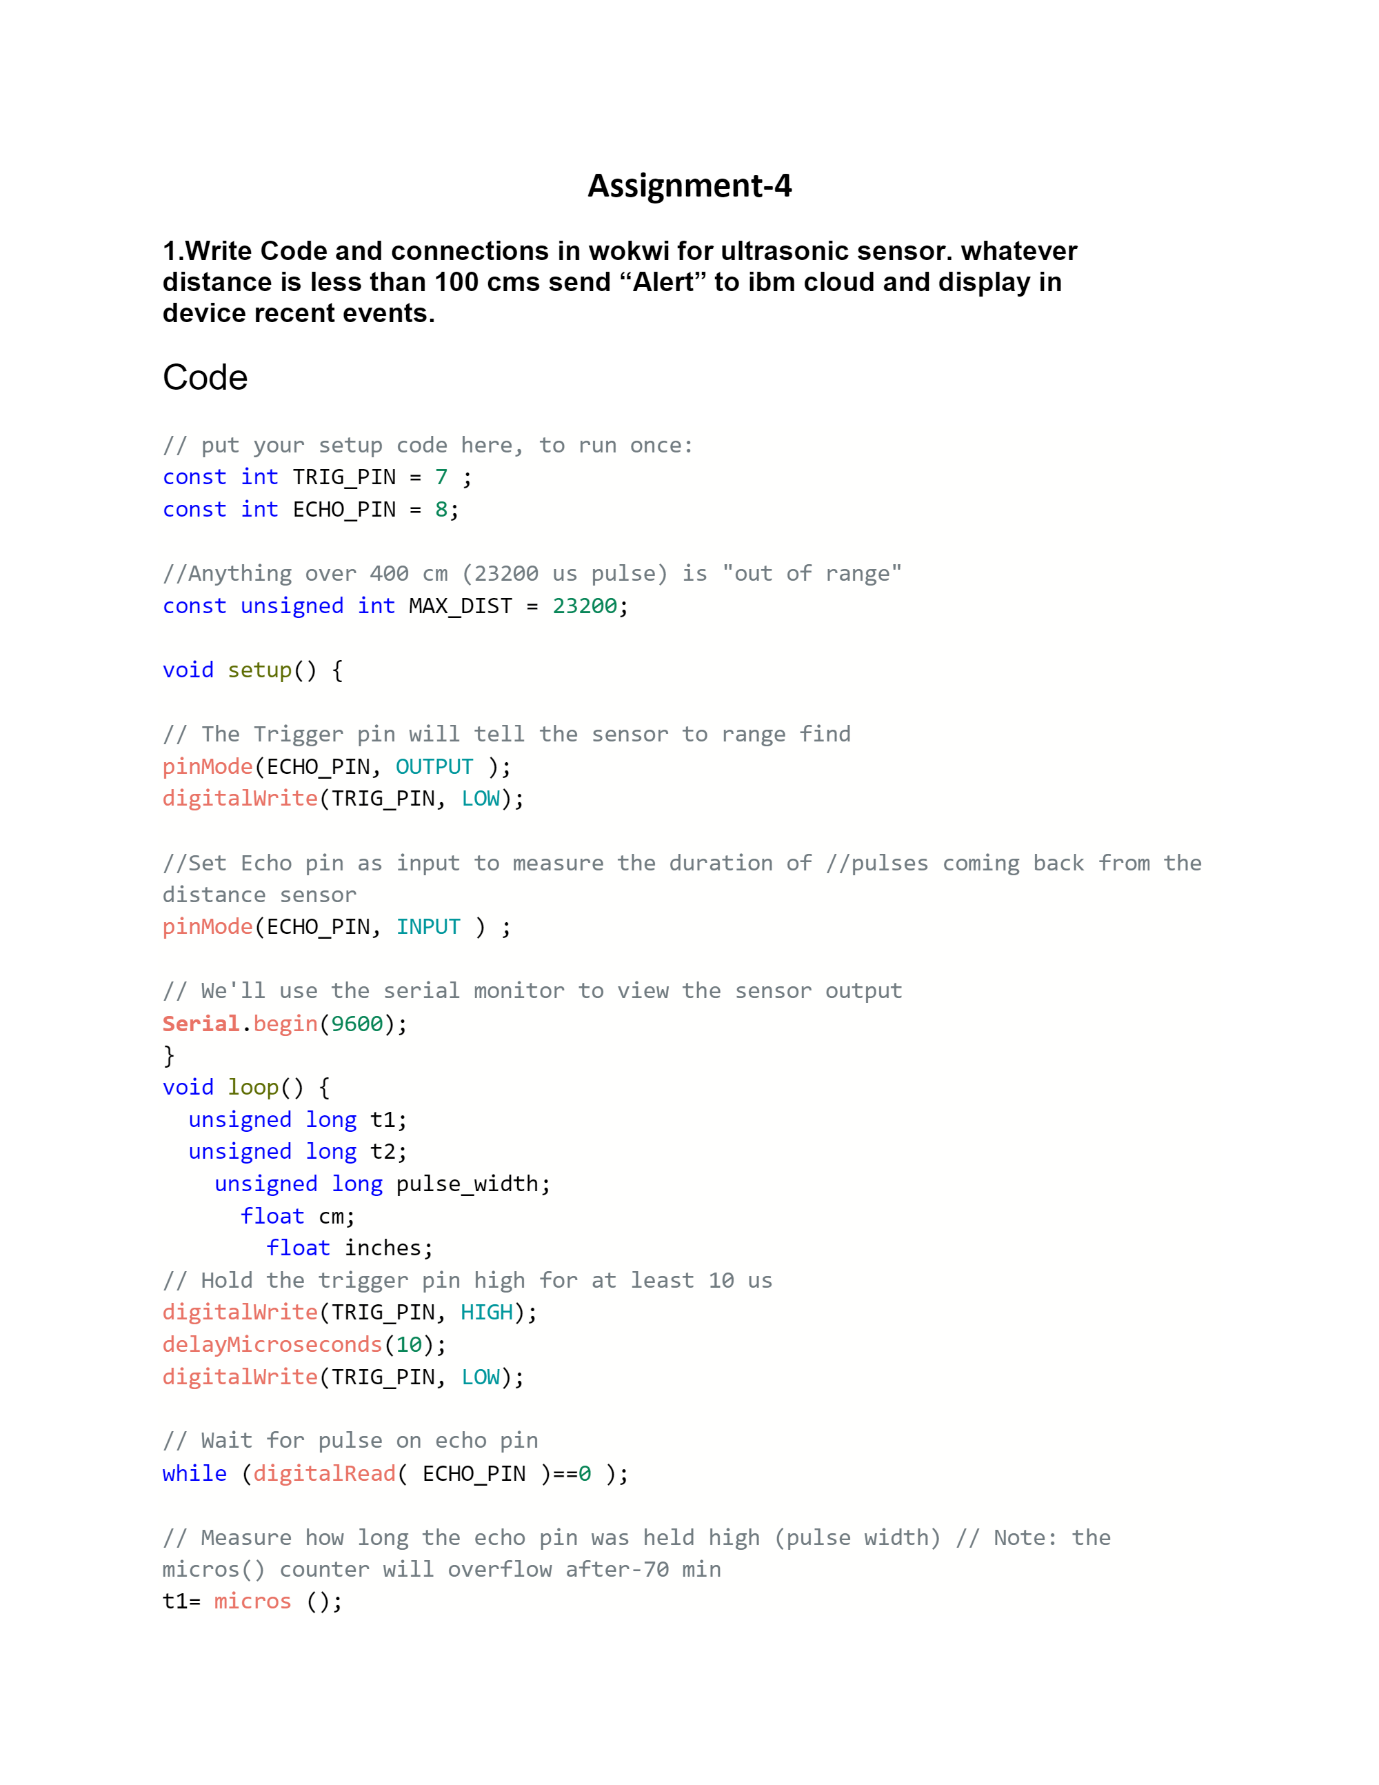 Assignment-4
1.Write Code and connections in wokwi for ultrasonic sensor. whatever
distance is less than 100 cms send “Alert” to ibm cloud and display in
device recent events.
Code
// put your setup code here, to run once:
const int TRIG_PIN = 7 ;
const int ECHO_PIN = 8;
//Anything over 400 cm (23200 us pulse) is "out of range"
const unsigned int MAX_DIST = 23200;
void setup() {
// The Trigger pin will tell the sensor to range find
pinMode(ECHO_PIN, OUTPUT );
digitalWrite(TRIG_PIN, LOW);
//Set Echo pin as input to measure the duration of //pulses coming back from the
distance sensor
pinMode(ECHO_PIN, INPUT ) ;
// We'll use the serial monitor to view the sensor output
Serial.begin(9600);
}
void loop() {
  unsigned long t1;
  unsigned long t2;
    unsigned long pulse_width;
      float cm;
        float inches;
// Hold the trigger pin high for at least 10 us
digitalWrite(TRIG_PIN, HIGH);
delayMicroseconds(10);
digitalWrite(TRIG_PIN, LOW);
// Wait for pulse on echo pin
while (digitalRead( ECHO_PIN )==0 );
// Measure how long the echo pin was held high (pulse width) // Note: the
micros() counter will overflow after-70 min
t1= micros ();